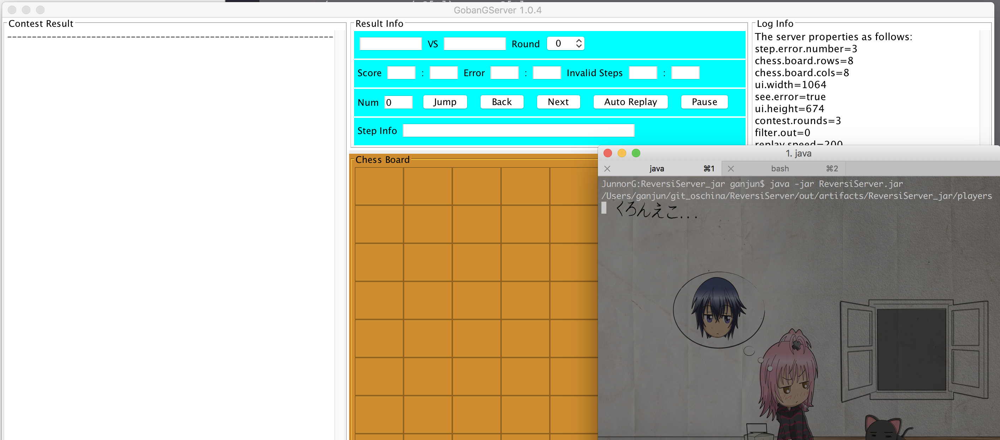 GobanGServer 1.0.4
Contest Result
Result Info
VS Round 0
Score : Error : Invalid Steps :
Num 0 Jump Back Next Auto Replay Pause
Step Info
Chess Board
Log Info
The server properties as follows:
step.error.number=3
chess.board.rows=8
chess.board.cols=8
ui.width=1064
see.error=true
ui.height=674
contest.rounds=3
filter.out=0
replay.speed=200
1. java
java ⌘1 bash ⌘2
JunnorG:ReversiServer_jar ganjun$ java -jar ReversiServer.jar
/Users/ganjun/git_oschina/ReversiServer/out/artifacts/ReversiServer_jar/players
くろんえこ...